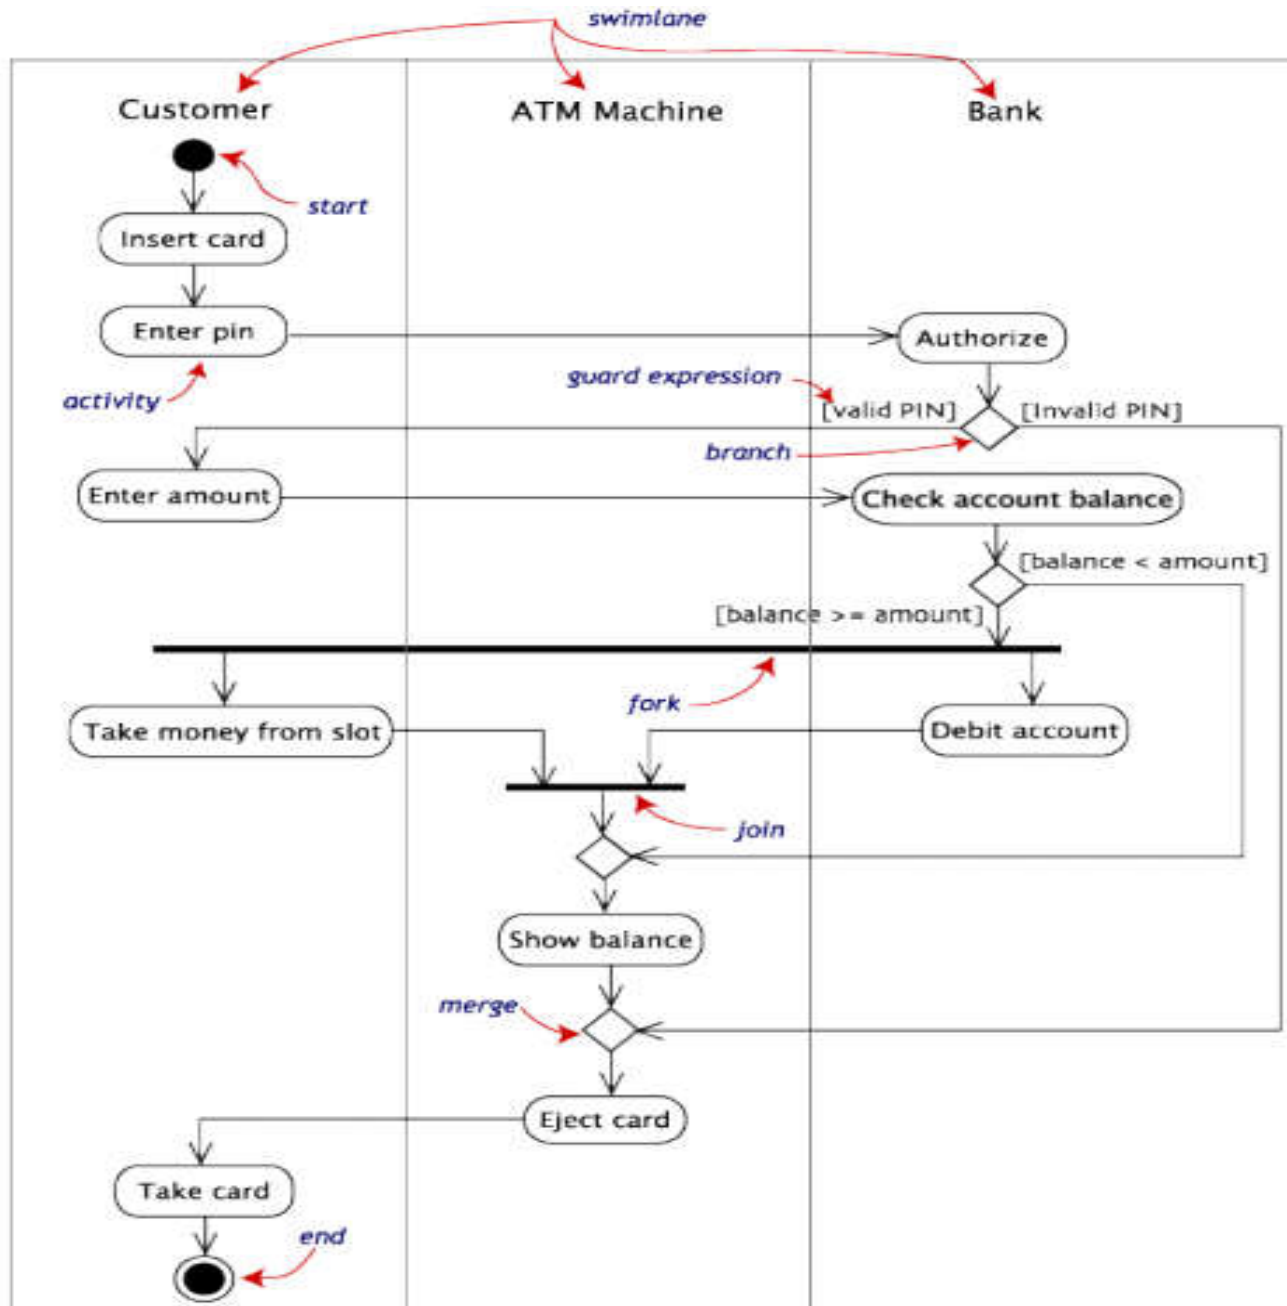 swimlane
Customer
ATM Machine
Bank
start
Insert card
Enter pin
Authorize
activity
guard expression
[valid PIN]
[Invalid PIN]
branch
Enter amount
Check account balance
[balance < amount]
[balance >= amount]
fork
Take money from slot
Debit account
join
Show balance
merge
Eject card
Take card
end